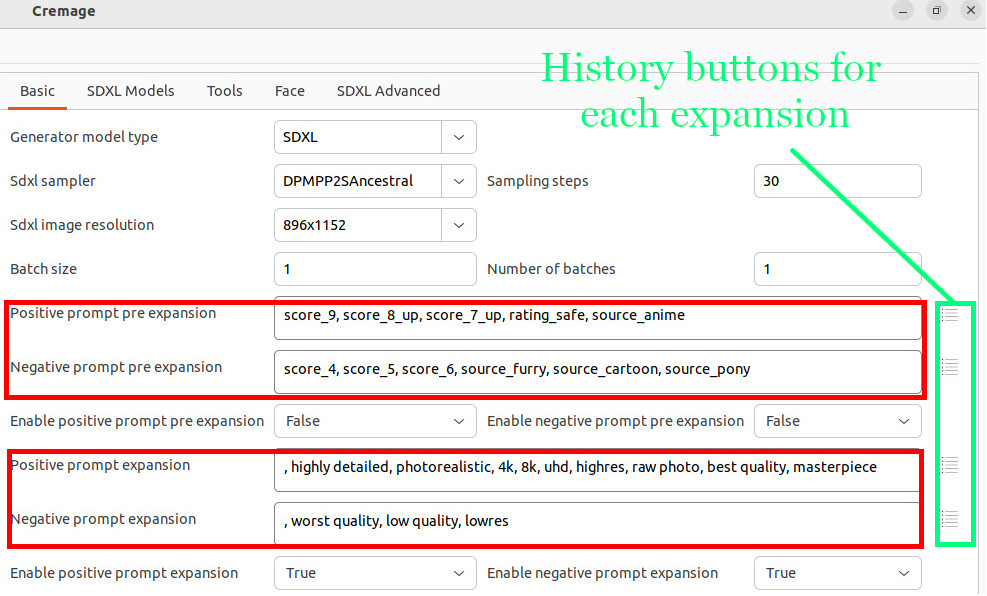 Cremage
History buttons for
each expansion
Basic SDXL Models Tools Face SDXL Advanced
Generator model type SDXL
Sdxl sampler DPMPP2SAncestral Sampling steps 30
Sdxl image resolution 896x1152
Batch size 1 Number of batches 1
Positive prompt pre expansion score_9, score_8_up, score_7_up, rating_safe, source_anime
Negative prompt pre expansion score_4, score_5, score_6, source_furry, source_cartoon, source_pony
Enable positive prompt pre expansion False Enable negative prompt pre expansion False
Positive prompt expansion , highly detailed, photorealistic, 4k, 8k, uhd, highres, raw photo, best quality, masterpiece
Negative prompt expansion , worst quality, low quality, lowres
Enable positive prompt expansion True Enable negative prompt expansion True